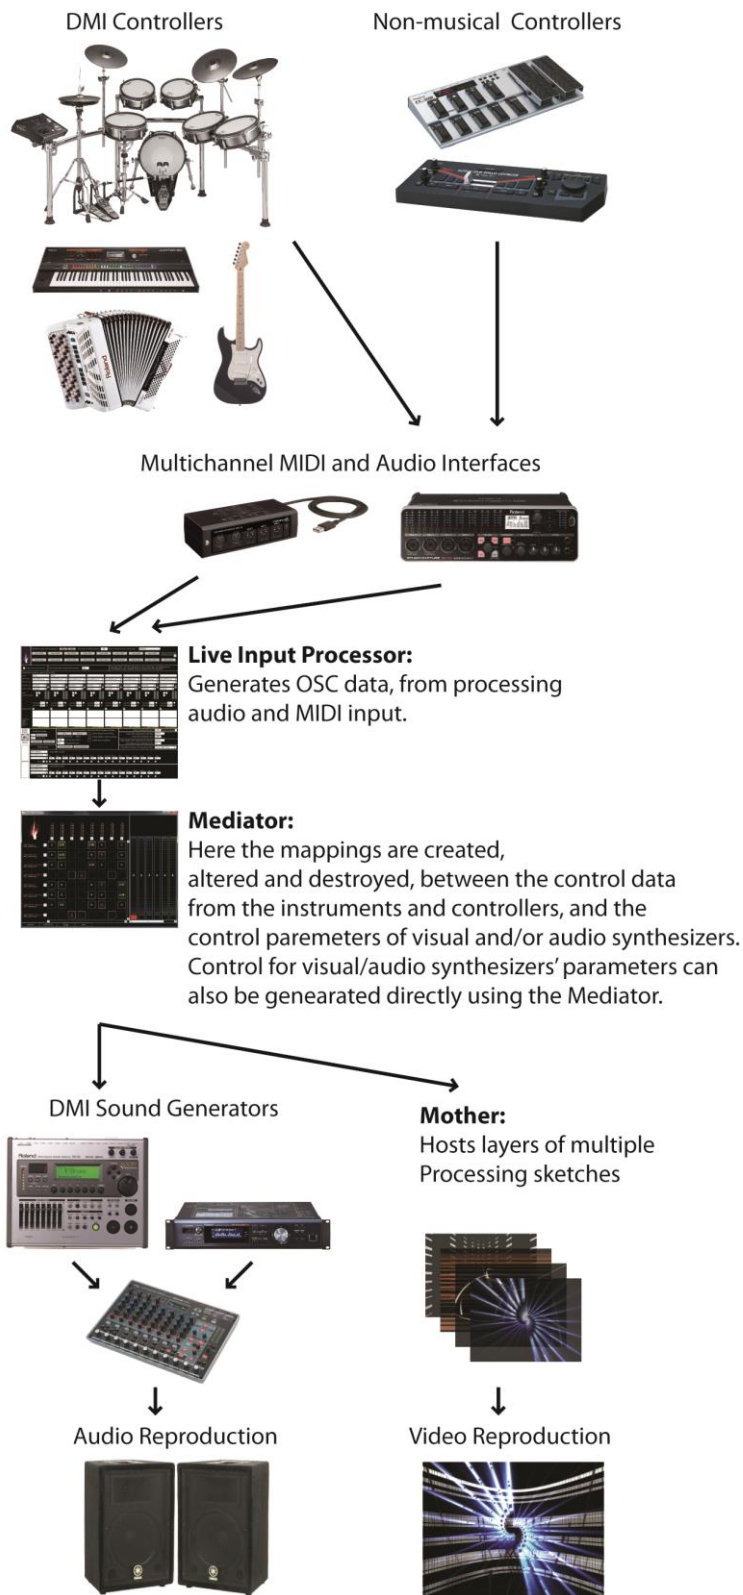 DMI Controllers
Non-musical Controllers
Roland
Multichannel MIDI and Audio Interfaces
Roland
Live Input Processor:
Generates OSC data, from processing
audio and MIDI input.
Mediator:
Here the mappings are created,
altered and destroyed, between the control data
from the instruments and controllers, and the
control paremeters of visual and/or audio synthesizers.
Control for visual/audio synthesizers' parameters can
also be genearated directly using the Mediator.
DMI Sound Generators
Mother:
Hosts layers of multiple
Processing sketches
Roland
Audio Reproduction
Video Reproduction